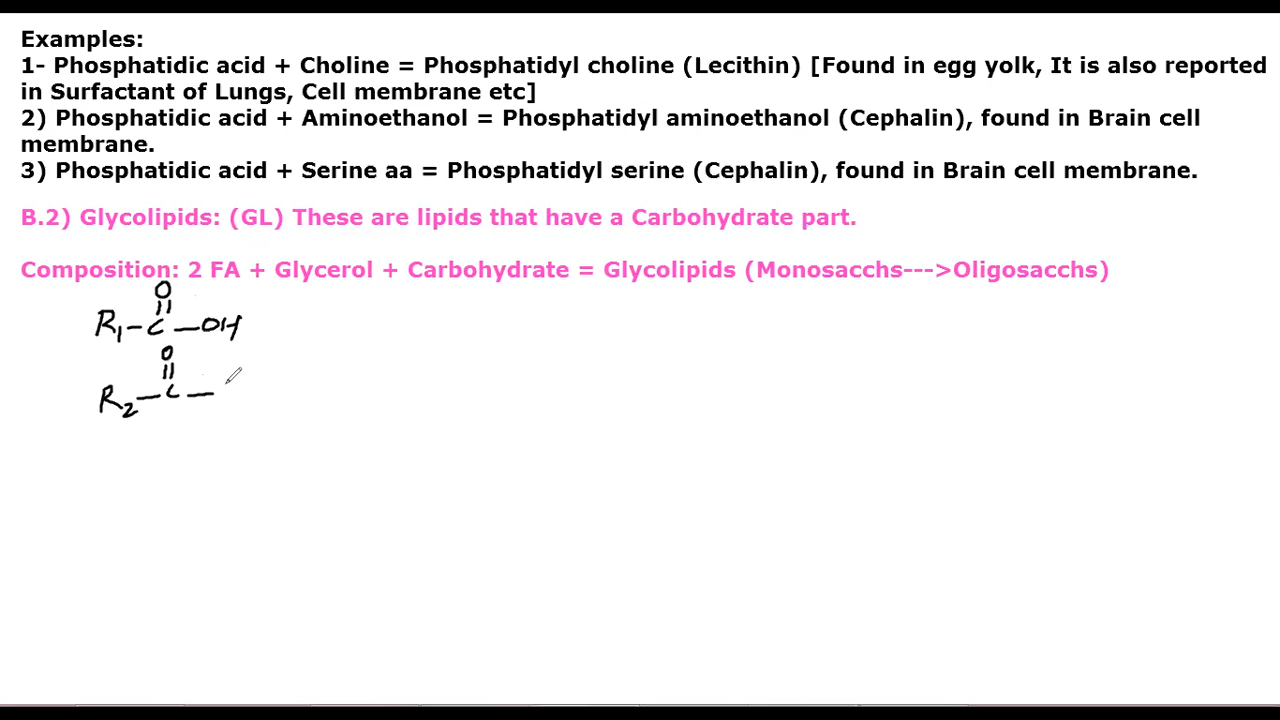 Examples:
1- Phosphatidic acid + Choline = Phosphatidyl choline (Lecithin) [Found in egg yolk, It is also reported
in Surfactant of Lungs, Cell membrane etc]
2) Phosphatidic acid + Aminoethanol = Phosphatidyl aminoethanol (Cephalin), found in Brain cell
membrane.
3) Phosphatidic acid + Serine aa = Phosphatidyl serine (Cephalin), found in Brain cell membrane.
B.2) Glycolipids: (GL) These are lipids that have a Carbohydrate part.
Composition: 2 FA + Glycerol + Carbohydrate = Glycolipids (Monosacchs--->Oligosacchs)
O
R1-C-OH
O
R2-C-